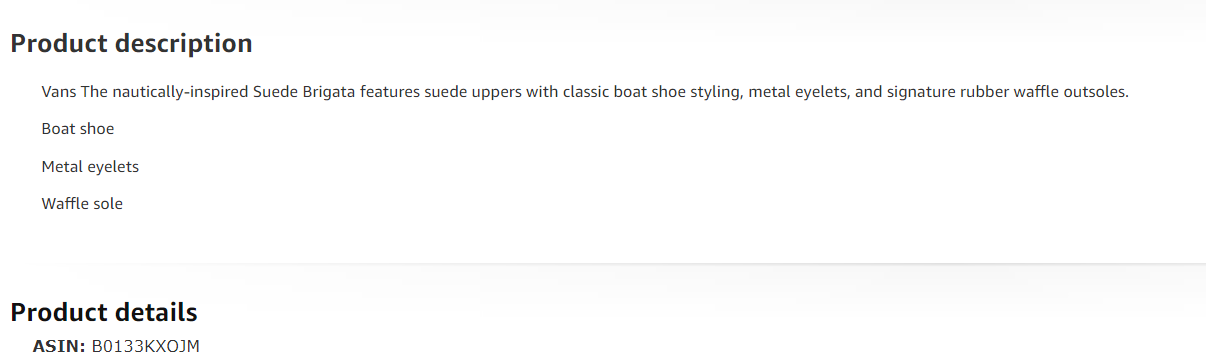 Product description
Vans The nautically-inspired Suede Brigata features suede uppers with classic boat shoe styling, metal eyelets, and signature rubber waffle outsoles.
Boat shoe
Metal eyelets
Waffle sole
Product details
ASIN: B0133KXOJM